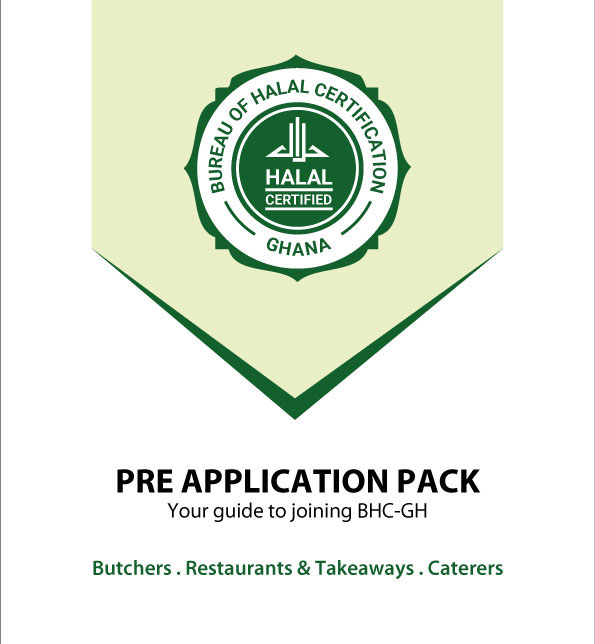 BUREAU OF HALAL CERTIFICATION
HALAL
CERTIFIED
GHANA
PRE APPLICATION PACK
Your guide to joining BHC-GH
Butchers . Restaurants & Takeaways . Caterers